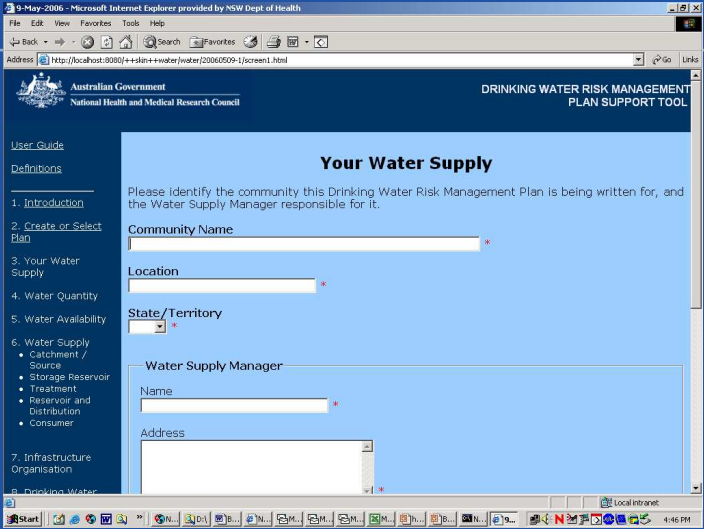 9-May-2006 - Microsoft Internet Explorer provided by NSW Dept of Health
File Edit View Favorites Tools Help
Back Search Favorites
Address http://localhost:8080/++skin++water/water/20060509-1/screen1.html Go Links
Australian Government
National Health and Medical Research Council
DRINKING WATER RISK MANAGEMENT
PLAN SUPPORT TOOL
User Guide
Definitions
1. Introduction
2. Create or Select
Plan
3. Your Water
Supply
4. Water Quantity
5. Water Availability
6. Water Supply
• Catchment /
Source
• Storage Reservoir
• Treatment
• Reservoir and
Distribution
• Consumer
7. Infrastructure
Organisation
8. Drinking Water
Your Water Supply
Please identify the community this Drinking Water Risk Management Plan is being written for, and
the Water Supply Manager responsible for it.
Community Name
*
Location
*
State/Territory
*
Water Supply Manager
Name
*
Address
*
Local intranet
Start » N... D:\ B... N... M... M... M... M... h... B... N... 9... 4:46 PM